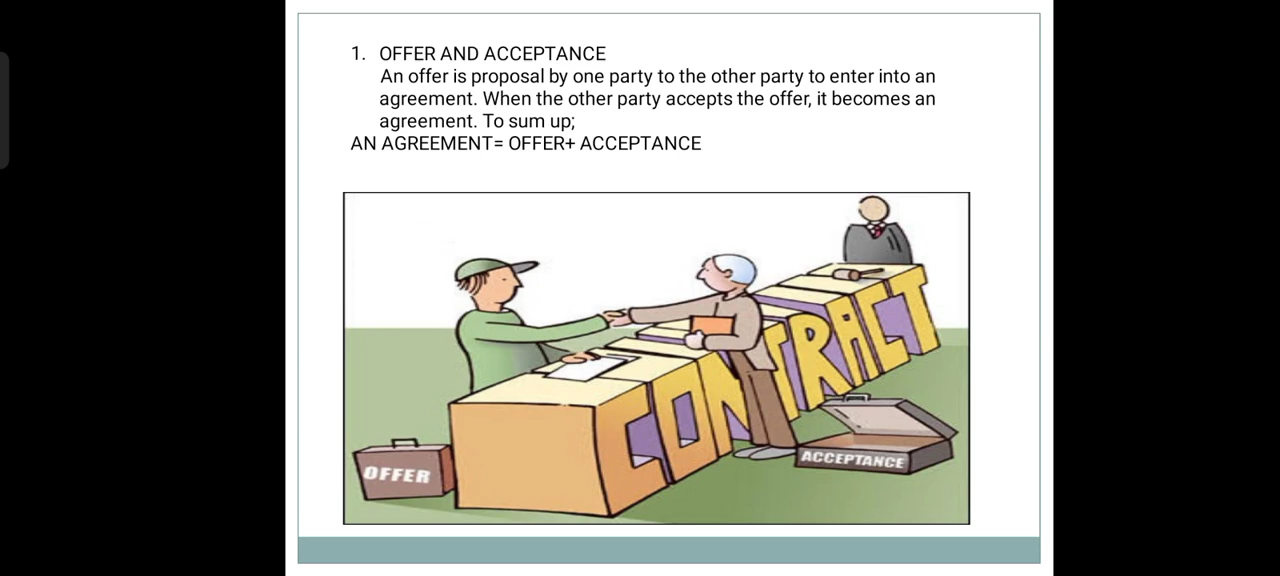 1. OFFER AND ACCEPTANCE
An offer is proposal by one party to the other party to enter into an
agreement. When the other party accepts the offer, it becomes an
agreement. To sum up;
AN AGREEMENT= OFFER+ ACCEPTANCE
CONTRACT
OFFER
ACCEPTANCE